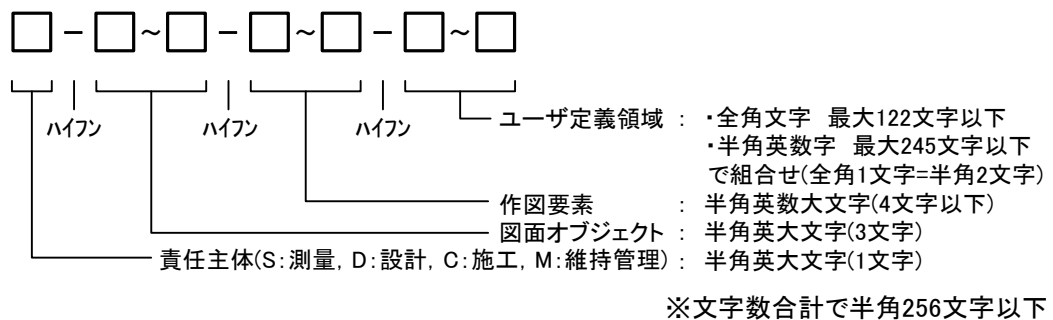 □－□～□－□～□－□～□
ハイフン ハイフン ハイフン
ユーザ定義領域 ： ・全角文字 最大122文字以下
・半角英数字 最大245文字以下
で組合せ(全角1文字=半角2文字)
作図要素 ： 半角英数大文字(4文字以下)
図面オブジェクト ： 半角英大文字(3文字)
責任主体(S:測量, D:設計, C:施工, M:維持管理) ： 半角英大文字(1文字)
※文字数合計で半角256文字以下